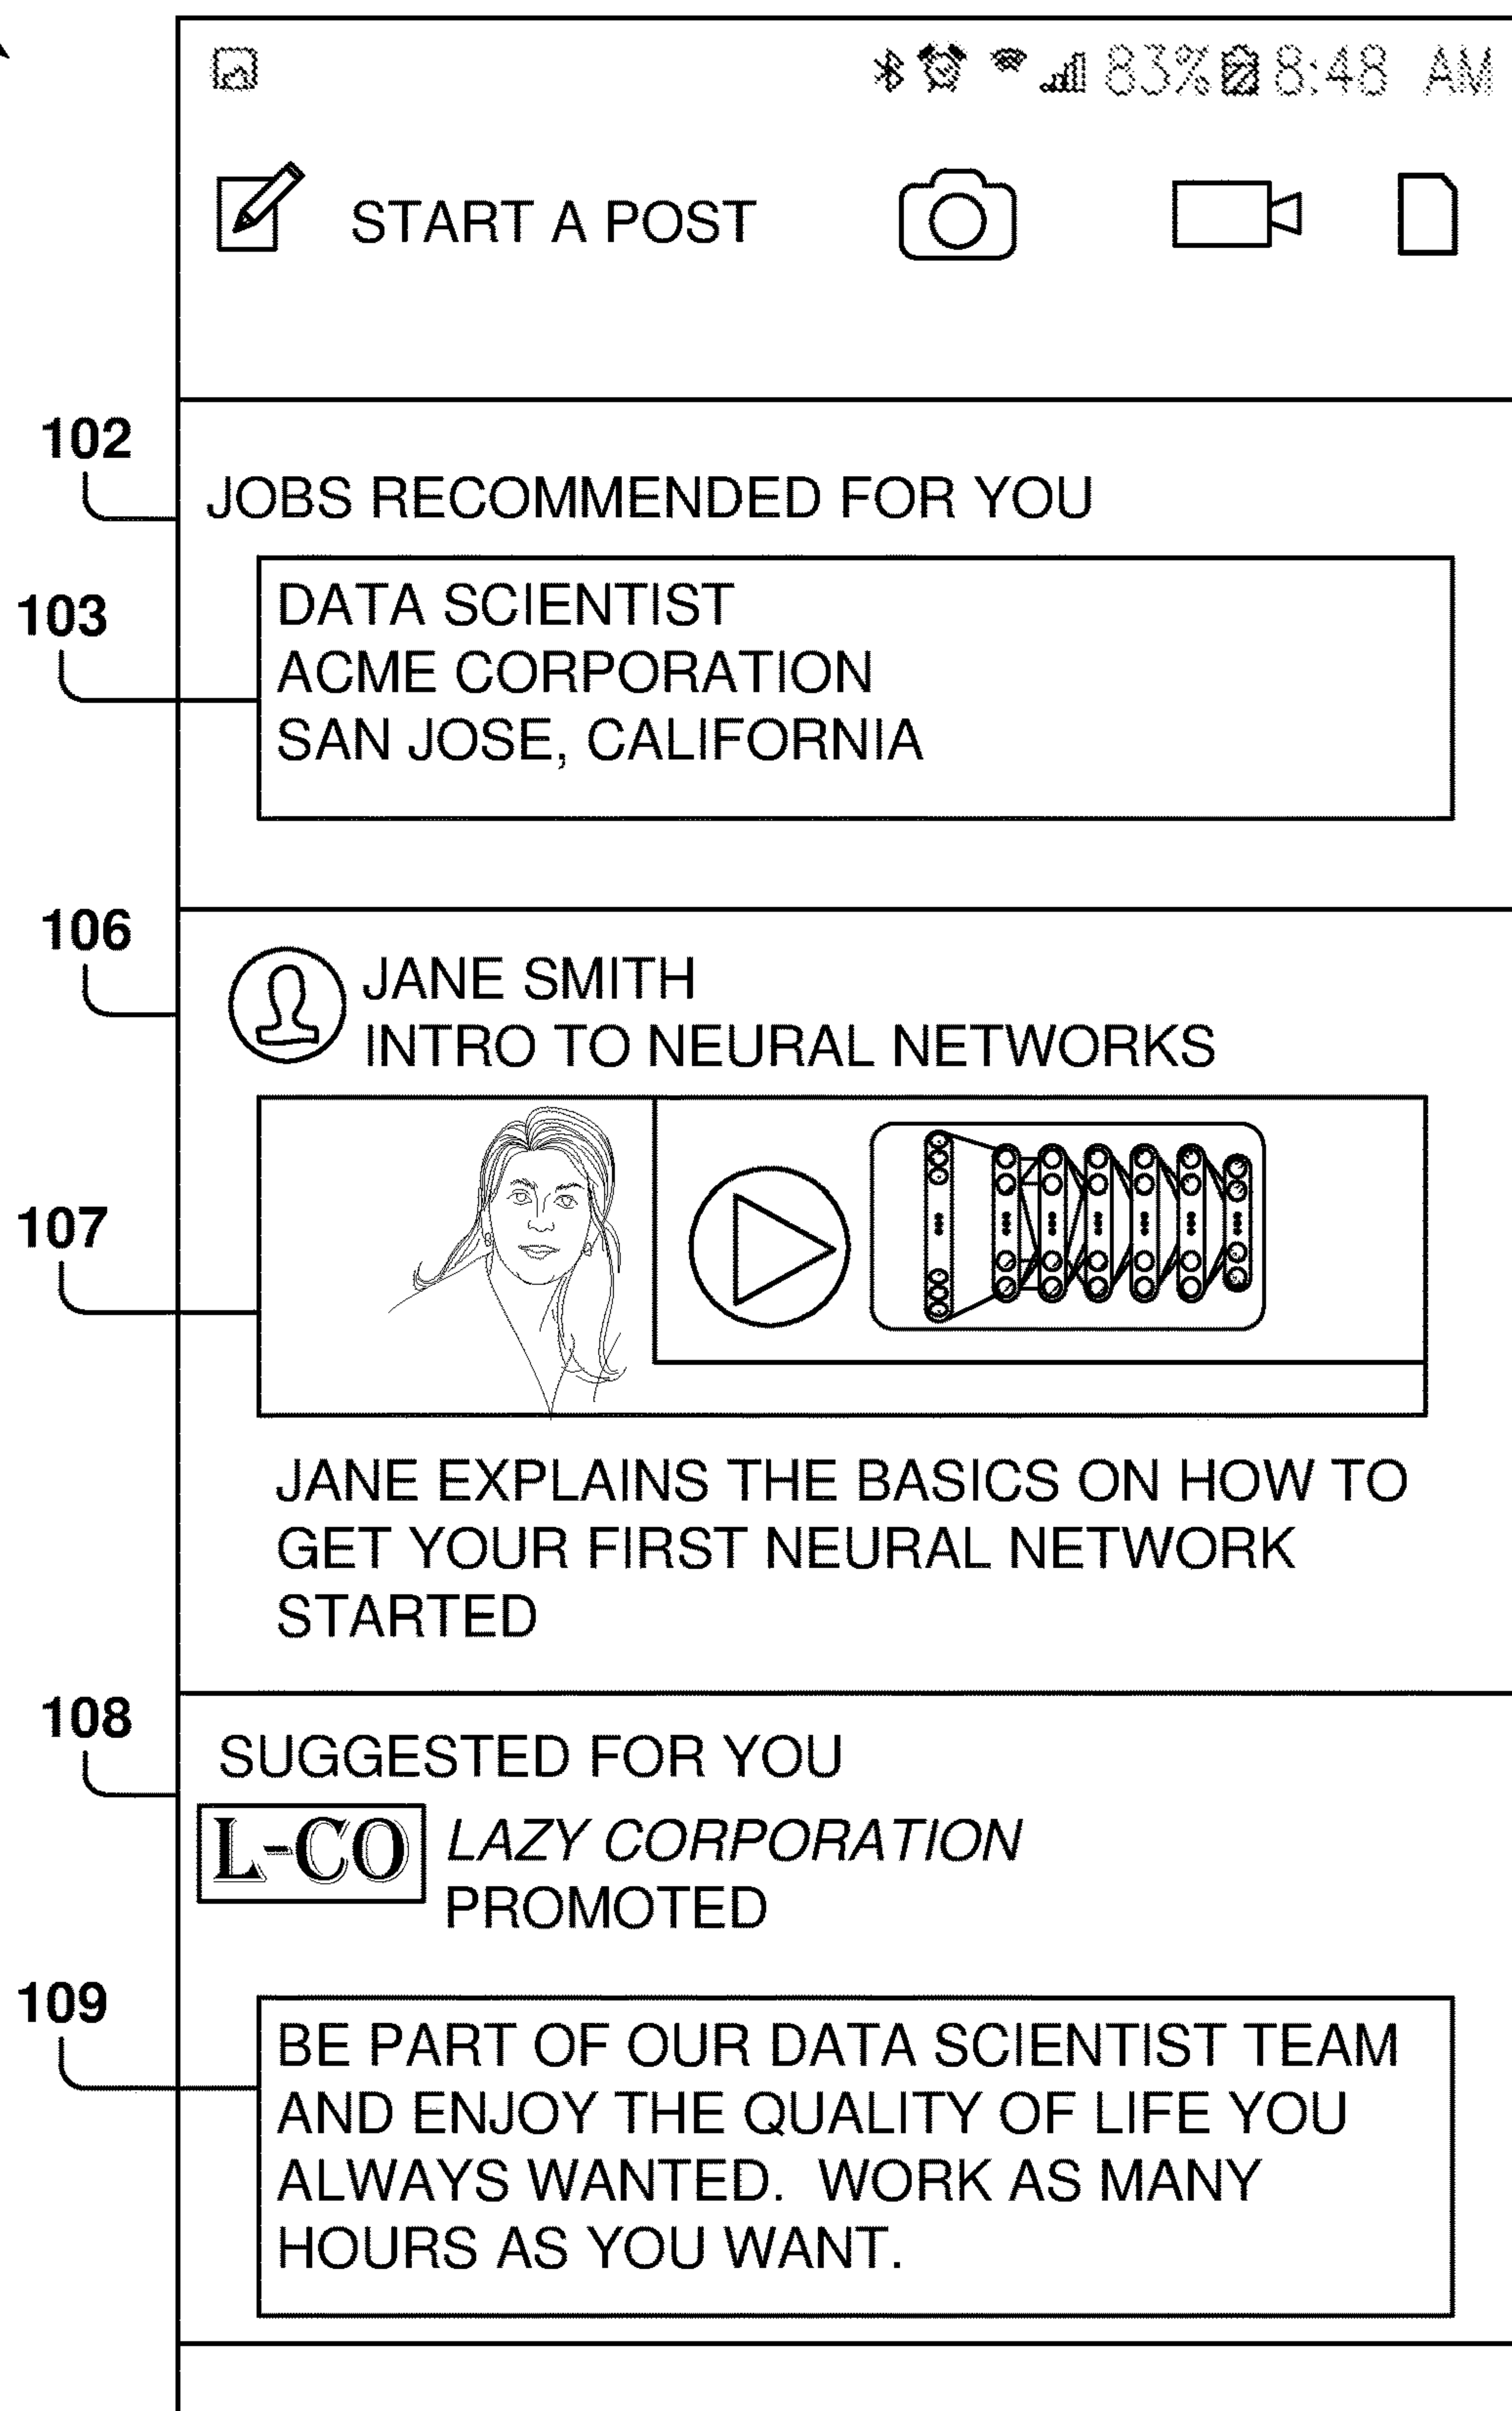 83% 8:48 AM
START A POST
102
JOBS RECOMMENDED FOR YOU
103
DATA SCIENTIST
ACME CORPORATION
SAN JOSE, CALIFORNIA
106
JANE SMITH
INTRO TO NEURAL NETWORKS
107
JANE EXPLAINS THE BASICS ON HOW TO
GET YOUR FIRST NEURAL NETWORK
STARTED
108
SUGGESTED FOR YOU
L-CO
LAZY CORPORATION
PROMOTED
109
BE PART OF OUR DATA SCIENTIST TEAM
AND ENJOY THE QUALITY OF LIFE YOU
ALWAYS WANTED. WORK AS MANY
HOURS AS YOU WANT.